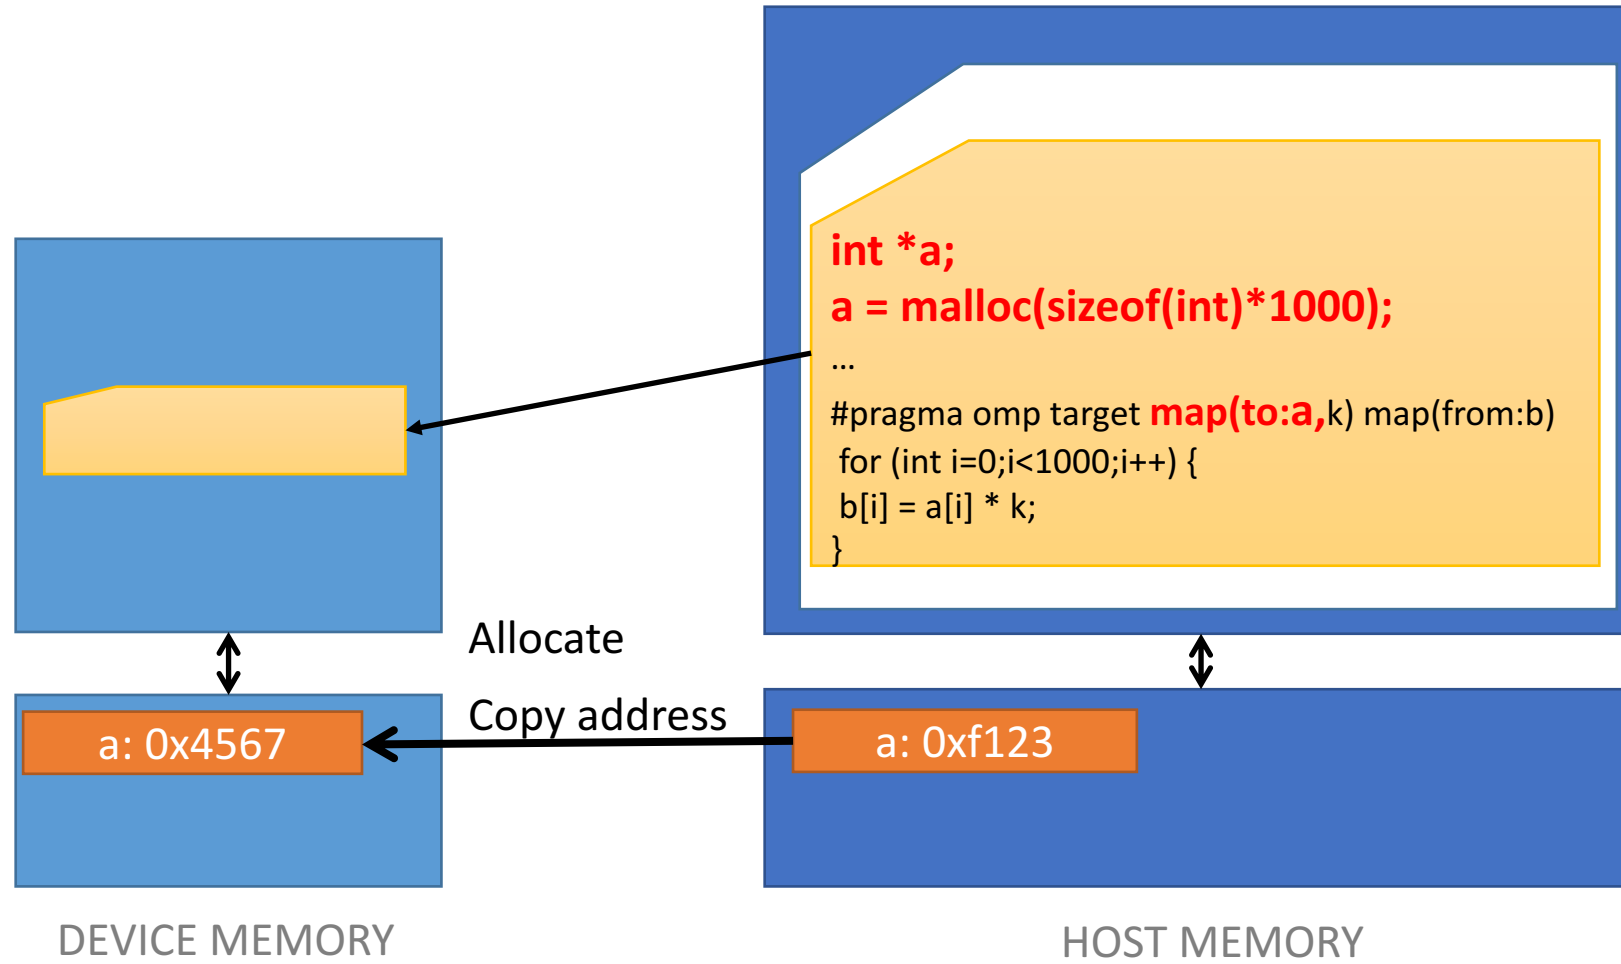 int *a;
a = malloc(sizeof(int)*1000);
…
#pragma omp target map(to:a,k) map(from:b)
for (int i=0;i<1000;i++) {
b[i] = a[i] * k;
}
Allocate
Copy address
a: 0x4567
a: 0xf123
DEVICE MEMORY
HOST MEMORY